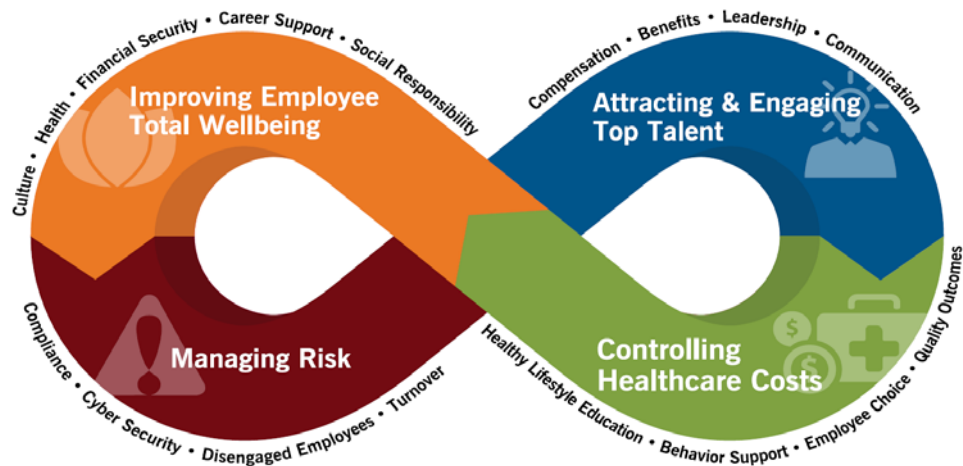 Culture • Health • Financial Security • Career Support • Social Responsibility
Improving Employee
Total Wellbeing
Compensation • Benefits • Leadership • Communication
Attracting & Engaging
Top Talent
Managing Risk
Compliance • Cyber Security • Disengaged Employees • Turnover
Controlling
Healthcare Costs
$
$
Healthy Lifestyle Education • Behavior Support • Employee Choice • Quality Outcomes